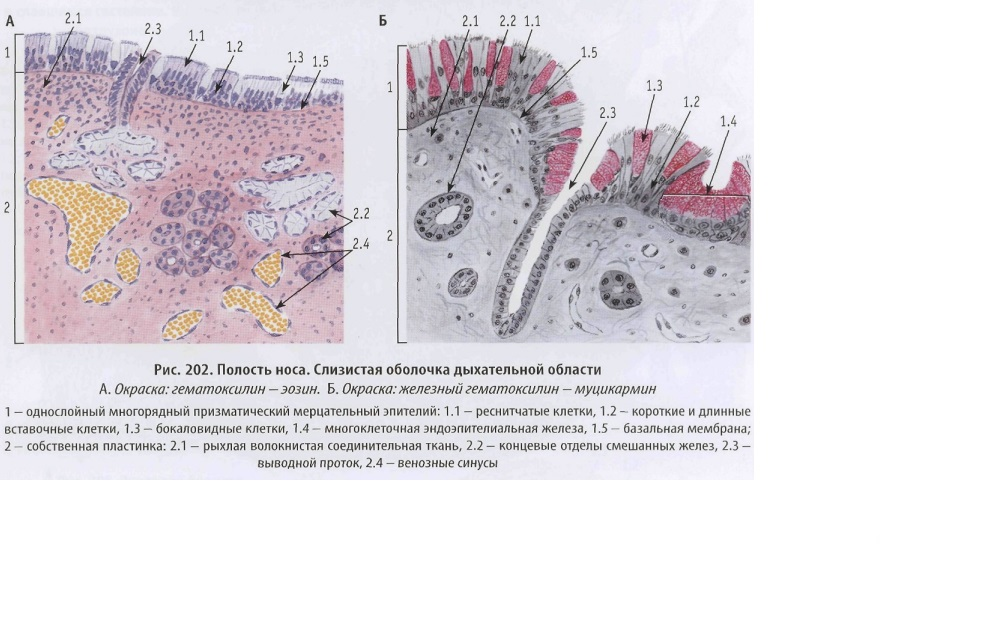 А
2.1
2.3
1.1
1.2
1.3
1.5
1
2
2.2
2.4
Б
2.1
2.2
1.1
1.5
1.3
1.2
2.3
1.4
1
2
Рис. 202. Полость носа. Слизистая оболочка дыхательной области
А. Окраска: гематоксилин – эозин. Б. Окраска: железный гематоксилин – муцикармин
1 – однослойный многорядный призматический мерцательный эпителий: 1.1 – реснитчатые клетки, 1.2 – короткие и длинные
вставочные клетки, 1.3 – бокаловидные клетки, 1.4 – многоклеточная эндоэпителиальная железа, 1.5 – базальная мембрана;
2 – собственная пластинка: 2.1 – рыхлая волокнистая соединительная ткань, 2.2 – концевые отделы смешанных желез, 2.3 –
выводной проток, 2.4 – венозные синусы